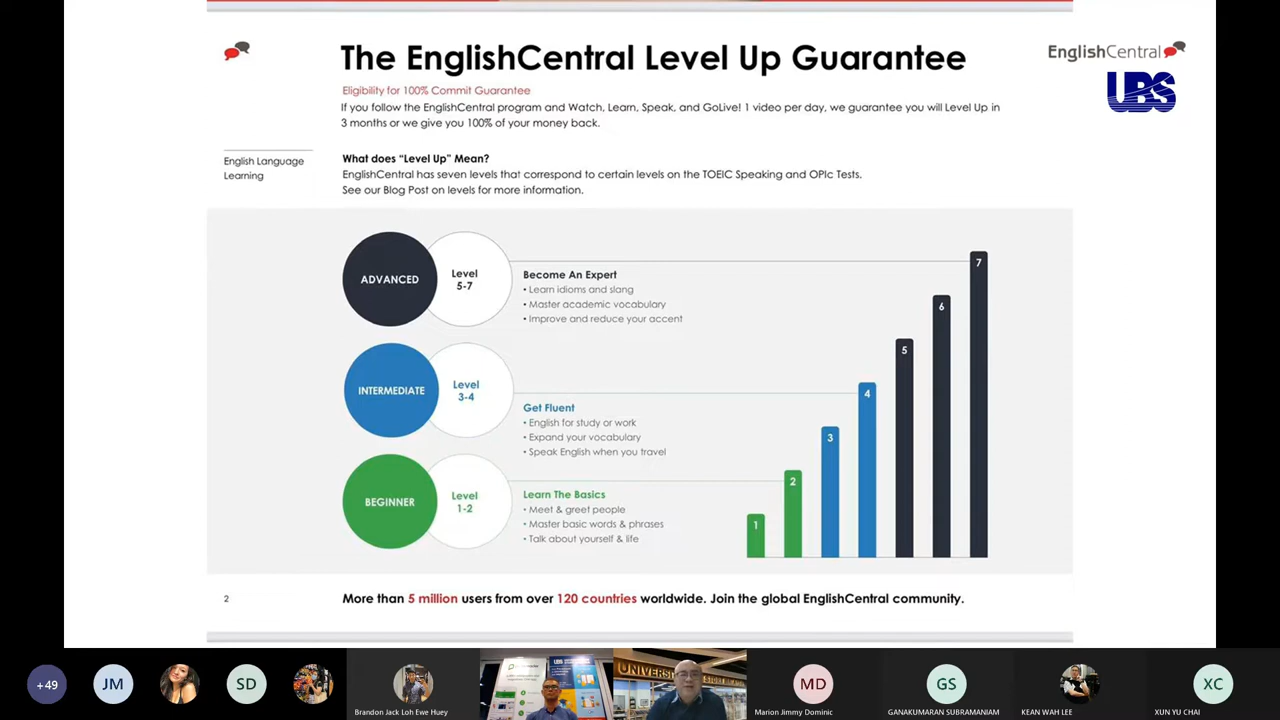 The EnglishCentral Level Up Guarantee
EnglishCentral
UBS
Eligibility for 100% Commit Guarantee
If you follow the EnglishCentral program and Watch, Learn, Speak, and GoLive! 1 video per day, we guarantee you will Level Up in
3 months or we give you 100% of your money back.
English Language
Learning
What does “Level Up” Mean?
EnglishCentral has seven levels that correspond to certain levels on the TOEIC Speaking and OPIc Tests.
See our Blog Post on levels for more information.
ADVANCED
Level
5-7
Become An Expert
• Learn idioms and slang
• Master academic vocabulary
• Improve and reduce your accent
INTERMEDIATE
Level
3-4
Get Fluent
• English for study or work
• Expand your vocabulary
• Speak English when you travel
BEGINNER
Level
1-2
Learn The Basics
• Meet & greet people
• Master basic words & phrases
• Talk about yourself & life
1
2
3
4
5
6
7
2
More than 5 million users from over 120 countries worldwide. Join the global EnglishCentral community.
+49
JM
SD
Brandon Jack Loh Ewe Huey
UBS
UNIVERS
MD
Marion Jimmy Dominic
GS
GANAKUMARAN SUBRAMANIAM
KEAN WAH LEE
XC
XUN YU CHAI